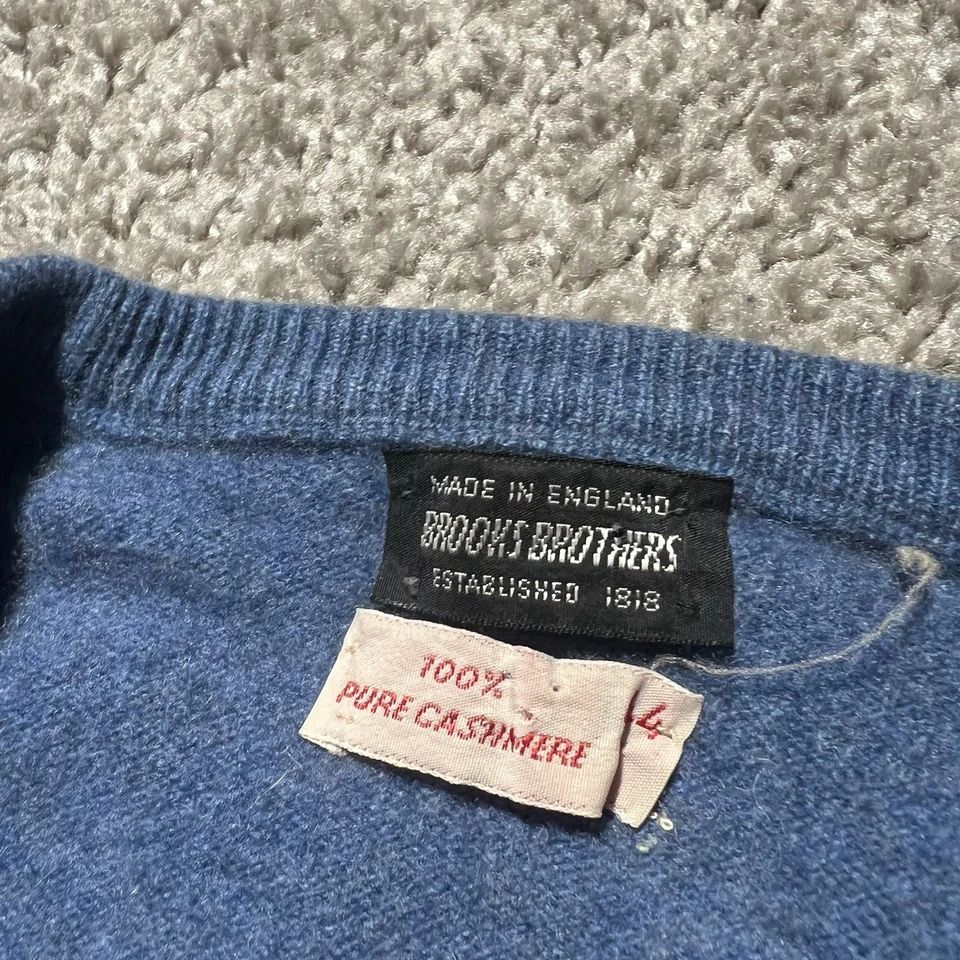 MADE IN ENGLAND
BROOKS BROTHERS
ESTABLISHED 1818
100%
PURE CASHMERE
4